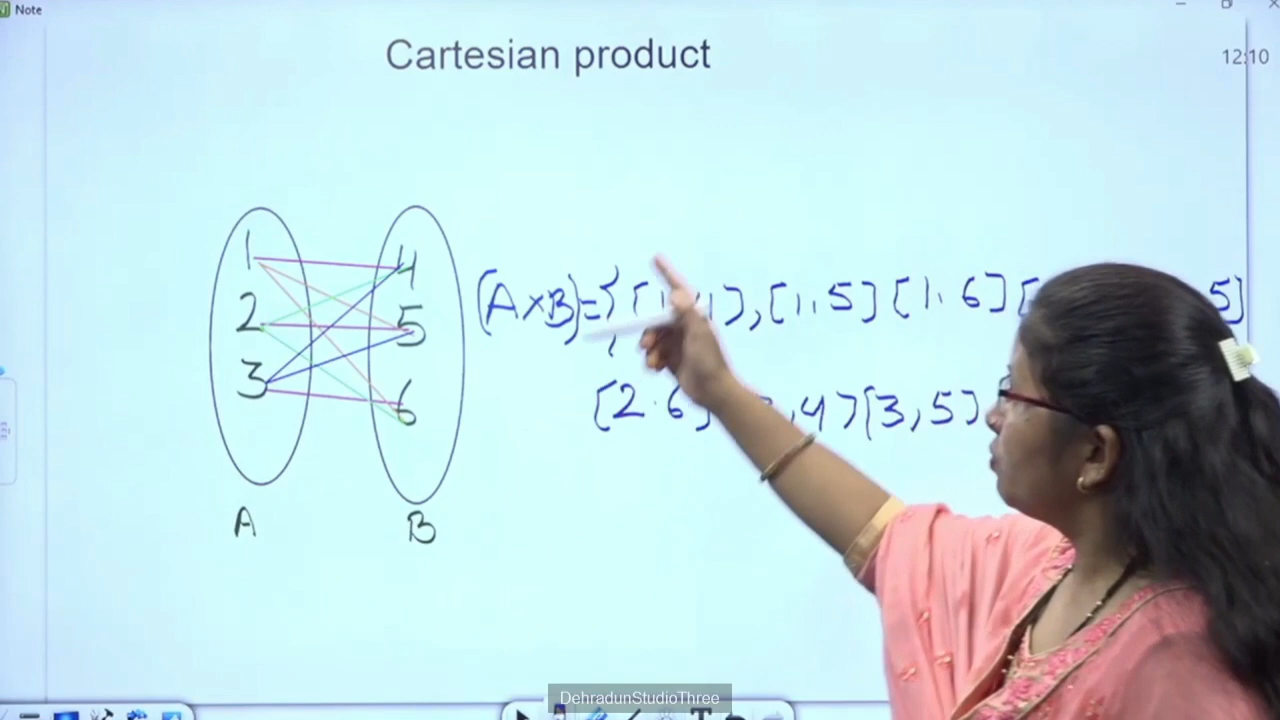 Note
Cartesian product
12:10
1
4
2
5
3
6
A
B
(A×B)={
[1,5] [1.6] [
5]
[2.6]
,4)[3,5)
DehradunStudioThree
T